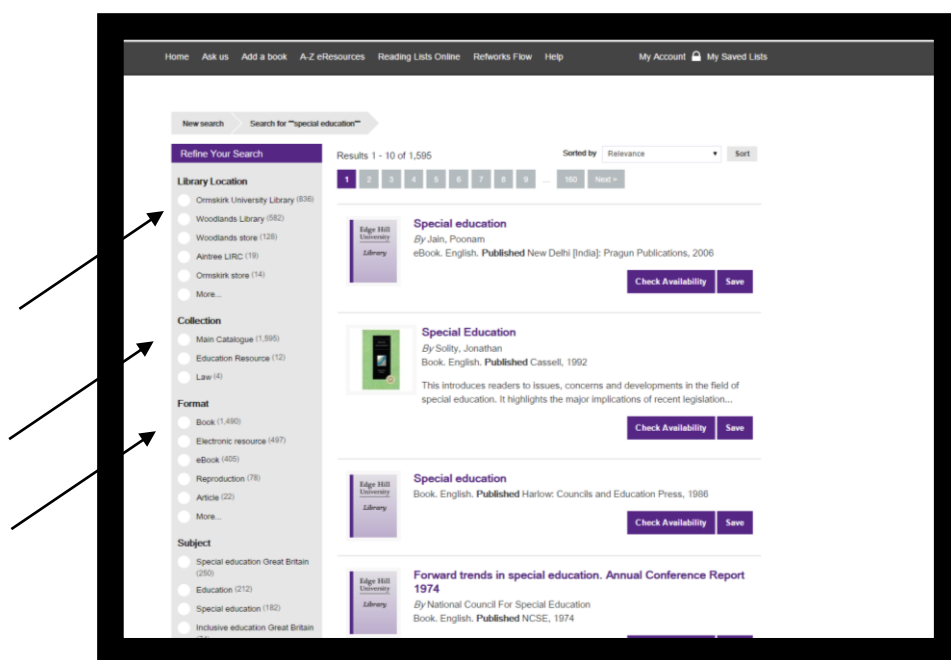 Home Ask us Add a book A-Z eResources Reading Lists Online Refworks Flow Help My Account My Saved Lists
New search Search for ""special education""
Refine Your Search
Library Location
Ormskirk University Library (836)
Woodlands Library (582)
Woodlands store (128)
Aintree LIRC (19)
Ormskirk store (14)
More...
Collection
Main Catalogue (1,595)
Education Resource (12)
Law (4)
Format
Book (1,490)
Electronic resource (497)
eBook (405)
Reproduction (78)
Article (22)
More...
Subject
Special education Great Britain
(250)
Education (212)
Special education (182)
Inclusive education Great Britain
Results 1 - 10 of 1,595 Sorted by Relevance Sort
1 2 3 4 5 6 7 8 9 ... 160 Next »
Edge Hill
University
Library
Special education
By Jain, Poonam
eBook. English. Published New Delhi [India]: Pragun Publications, 2006
Check Availability Save
Special Education
By Solity, Jonathan
Book. English. Published Cassell, 1992
This introduces readers to issues, concerns and developments in the field of
special education. It highlights the major implications of recent legislation...
Check Availability Save
Edge Hill
University
Library
Special education
Book. English. Published Harlow: Councils and Education Press, 1986
Check Availability Save
Edge Hill
University
Library
Forward trends in special education. Annual Conference Report
1974
By National Council For Special Education
Book. English. Published NCSE, 1974